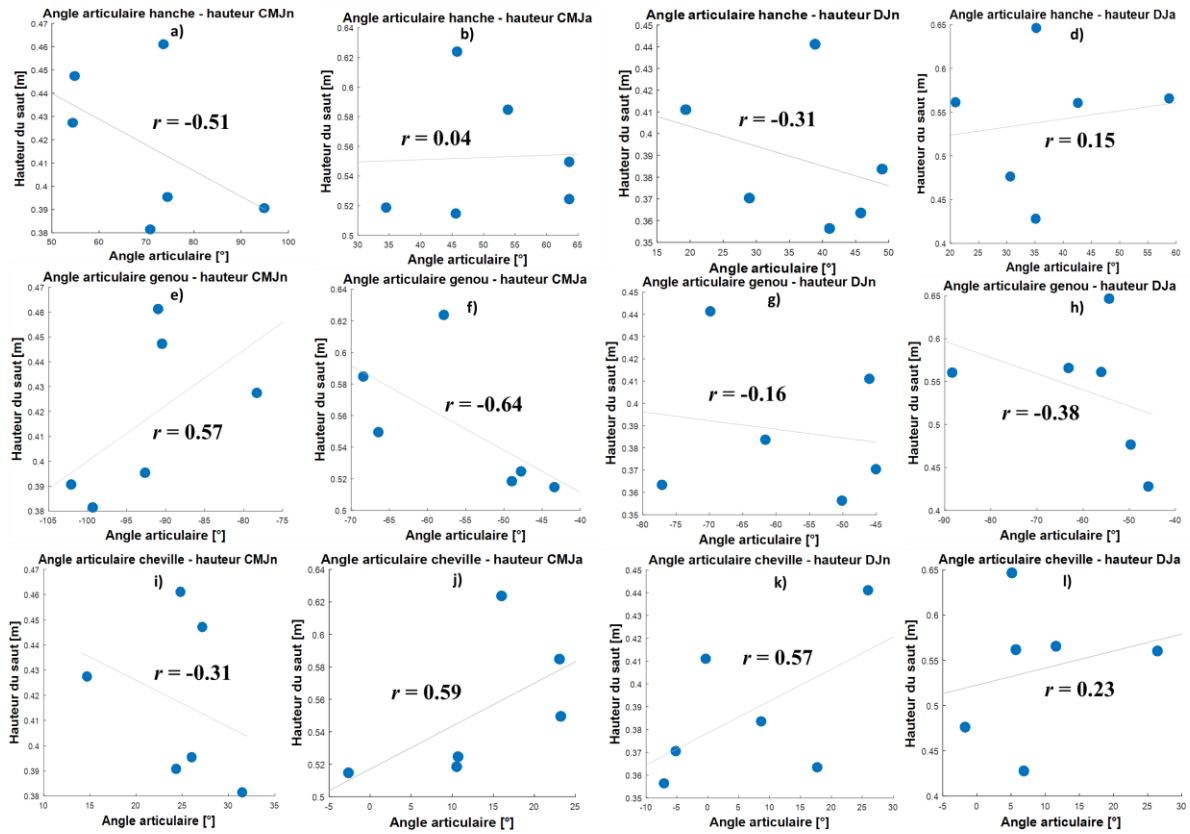 Angle articulaire hanche - hauteur CMJn
a)
Hauteur du saut [m]
0.47
0.46
0.45
0.44
0.43
0.42
0.41
0.4
0.39
0.38
r = -0.51
50 60 70 80 90 100
Angle articulaire [°]
Angle articulaire hanche - hauteur CMJa
b)
Hauteur du saut [m]
0.64
0.62
0.6
0.58
0.56
0.54
0.52
0.5
r = 0.04
30 35 40 45 50 55 60 65
Angle articulaire [°]
Angle articulaire hanche - hauteur DJn
Hauteur du saut [m]
0.45
0.44
0.43
0.42
0.41
0.4
0.39
0.38
0.37
0.36
0.35
r = -0.31
15 20 25 30 35 40 45 50
Angle articulaire [°]
Angle articulaire hanche - hauteur DJa
d)
Hauteur du saut [m]
0.65
0.6
0.55
0.5
0.45
0.4
r = 0.15
20 25 30 35 40 45 50 55 60
Angle articulaire [°]
Angle articulaire genou - hauteur CMJn
e)
Hauteur du saut [m]
0.47
0.46
0.45
0.44
0.43
0.42
0.41
0.4
0.39
0.38
r = 0.57
-105 -100 -95 -90 -85 -80 -75
Angle articulaire [°]
Angle articulaire genou - hauteur CMJa
f)
Hauteur du saut [m]
0.64
0.62
0.6
0.58
0.56
0.54
0.52
0.5
r = -0.64
-70 -65 -60 -55 -50 -45 -40
Angle articulaire [°]
Angle articulaire genou - hauteur DJn
g)
Hauteur du saut [m]
0.45
0.44
0.43
0.42
0.41
0.4
0.39
0.38
0.37
0.36
0.35
r = -0.16
-80 -75 -70 -65 -60 -55 -50 -45
Angle articulaire [°]
Angle articulaire genou - hauteur DJa
h)
Hauteur du saut [m]
0.65
0.6
0.55
0.5
0.45
0.4
r = -0.38
-90 -80 -70 -60 -50 -40
Angle articulaire [°]
Angle articulaire cheville - hauteur CMJn
i)
Hauteur du saut [m]
0.47
0.46
0.45
0.44
0.43
0.42
0.41
0.4
0.39
0.38
r = -0.31
10 15 20 25 30 35
Angle articulaire [°]
Angle articulaire cheville - hauteur CMJa
j)
Hauteur du saut [m]
0.64
0.62
0.6
0.58
0.56
0.54
0.52
0.5
r = 0.59
-5 0 5 10 15 20 25
Angle articulaire [°]
Angle articulaire cheville - hauteur DJn
k)
Hauteur du saut [m]
0.45
0.44
0.43
0.42
0.41
0.4
0.39
0.38
0.37
0.36
0.35
r = 0.57
-10 -5 0 5 10 15 20 25 30
Angle articulaire [°]
Angle articulaire cheville - hauteur DJa
l)
Hauteur du saut [m]
0.65
0.6
0.55
0.5
0.45
0.4
r = 0.23
-5 0 5 10 15 20 25 30
Angle articulaire [°]